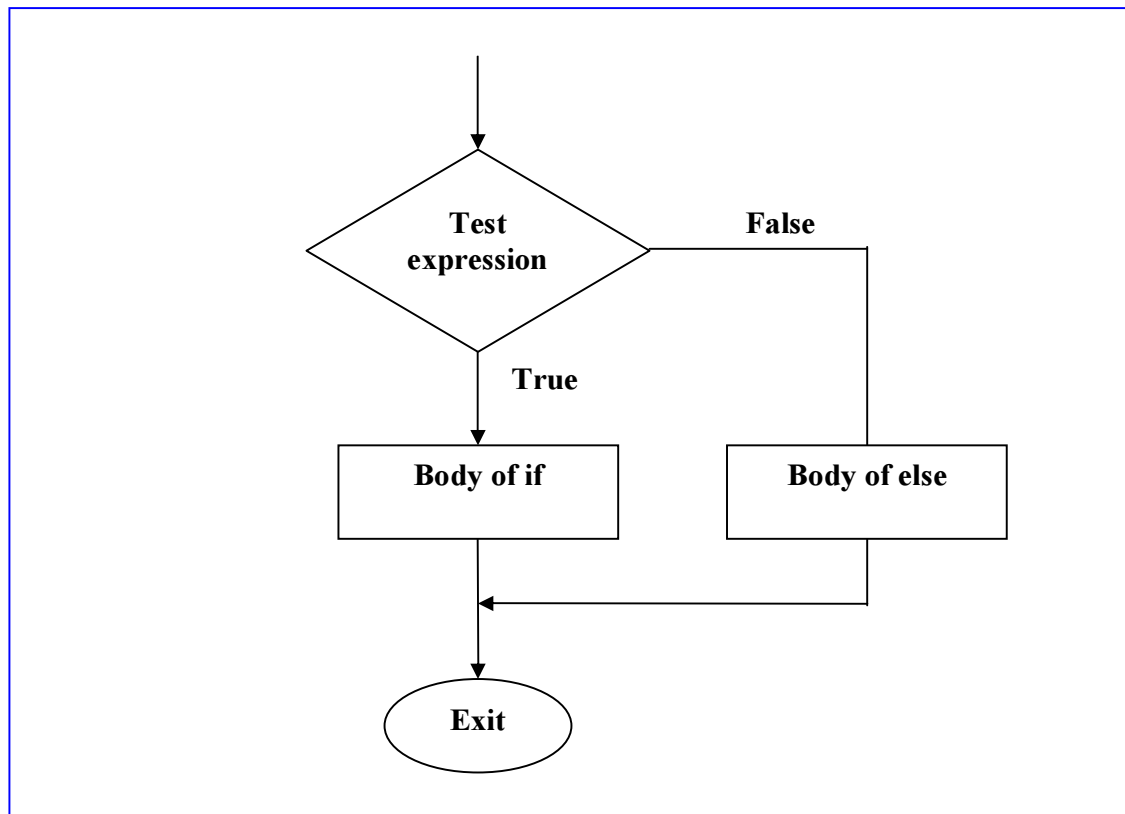 Test
expression
False
True
Body of if
Body of else
Exit